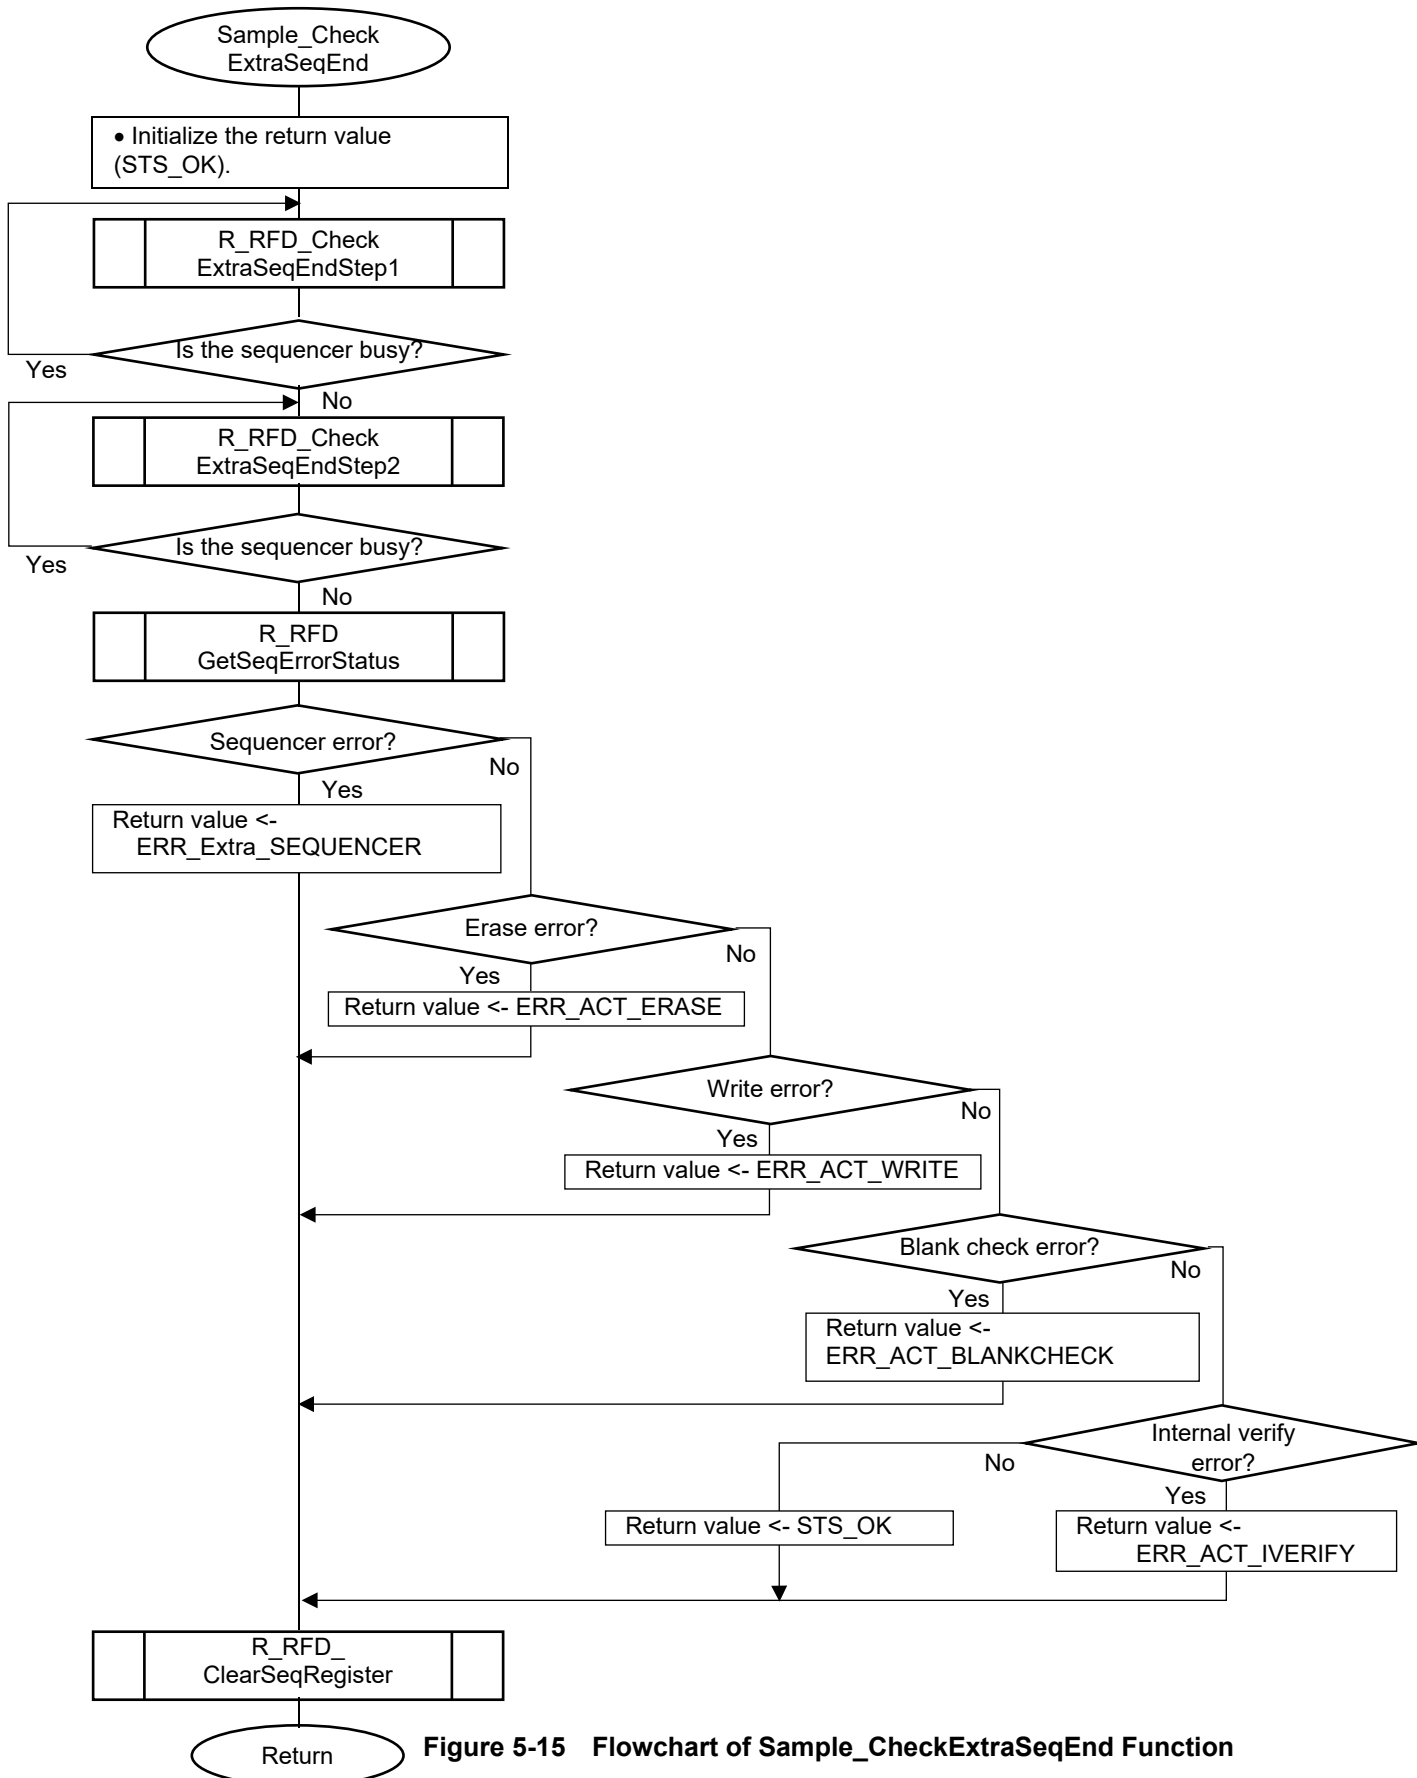 Sample_Check
ExtraSeqEnd
• Initialize the return value
(STS_OK).
R_RFD_Check
ExtraSeqEndStep1
Is the sequencer busy?
Yes
No
R_RFD_Check
ExtraSeqEndStep2
Is the sequencer busy?
Yes
No
R_RFD
GetSeqErrorStatus
Sequencer error?
No
Yes
Return value <-
ERR_Extra_SEQUENCER
Erase error?
No
Yes
Return value <- ERR_ACT_ERASE
Write error?
No
Yes
Return value <- ERR_ACT_WRITE
Blank check error?
No
Yes
Return value <-
ERR_ACT_BLANKCHECK
Internal verify
error?
No
Yes
Return value <- STS_OK
Return value <-
ERR_ACT_IVERIFY
R_RFD_
ClearSeqRegister
Return
Figure 5-15 Flowchart of Sample_CheckExtraSeqEnd Function